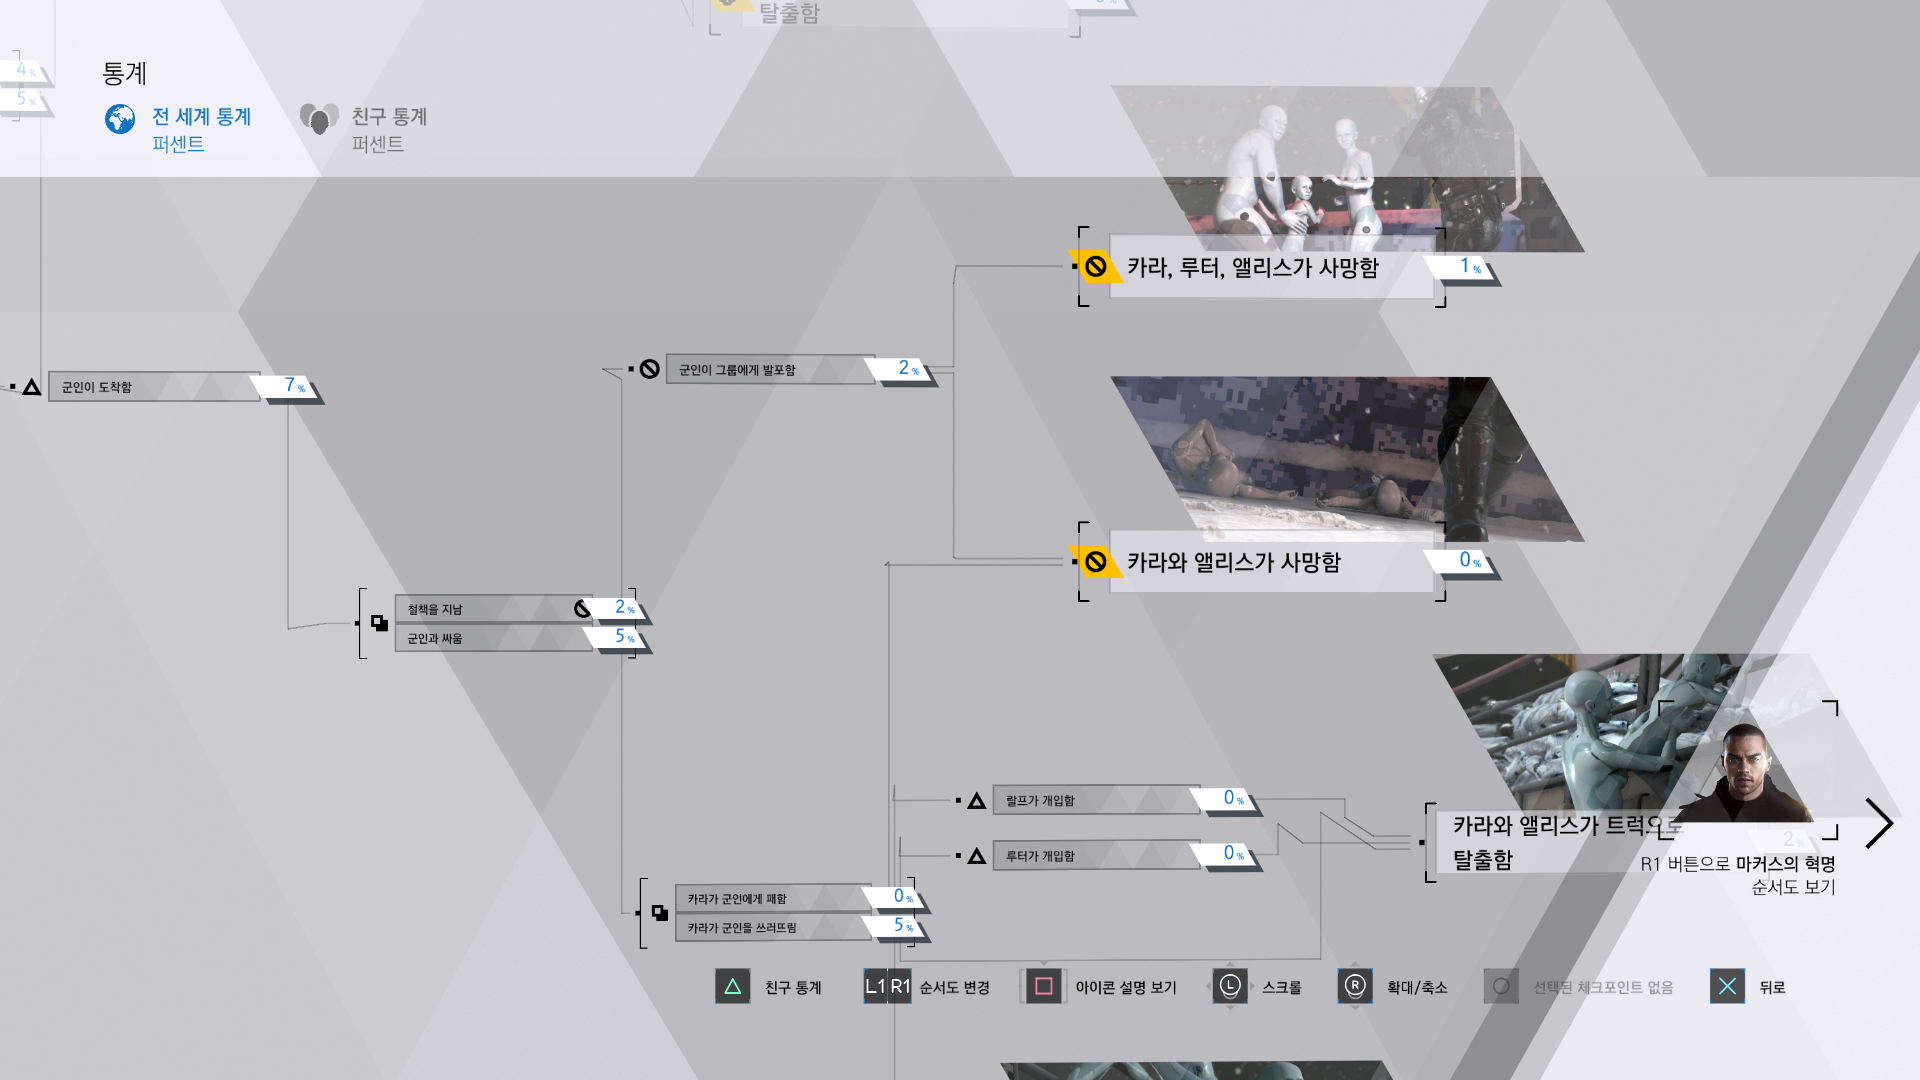 탈출함
%
4 %
5 %
통계
전 세계 통계
퍼센트
친구 통계
퍼센트
카라, 루터, 앨리스가 사망함
1 %
군인이 도착함
7 %
군인이 그룹에게 발포함
2 %
카라와 앨리스가 사망함
0 %
철책을 지남
2 %
군인과 싸움
5 %
랄프가 개입함
0 %
루터가 개입함
0 %
카라와 앨리스가 트럭으로
탈출함
2 %
R1 버튼으로 마커스의 혁명
순서도 보기
카라가 군인에게 패함
0 %
카라가 군인을 쓰러뜨림
5 %
친구 통계
L1 R1 순서도 변경
아이콘 설명 보기
L 스크롤
R 확대/축소
선택된 체크포인트 없음
뒤로